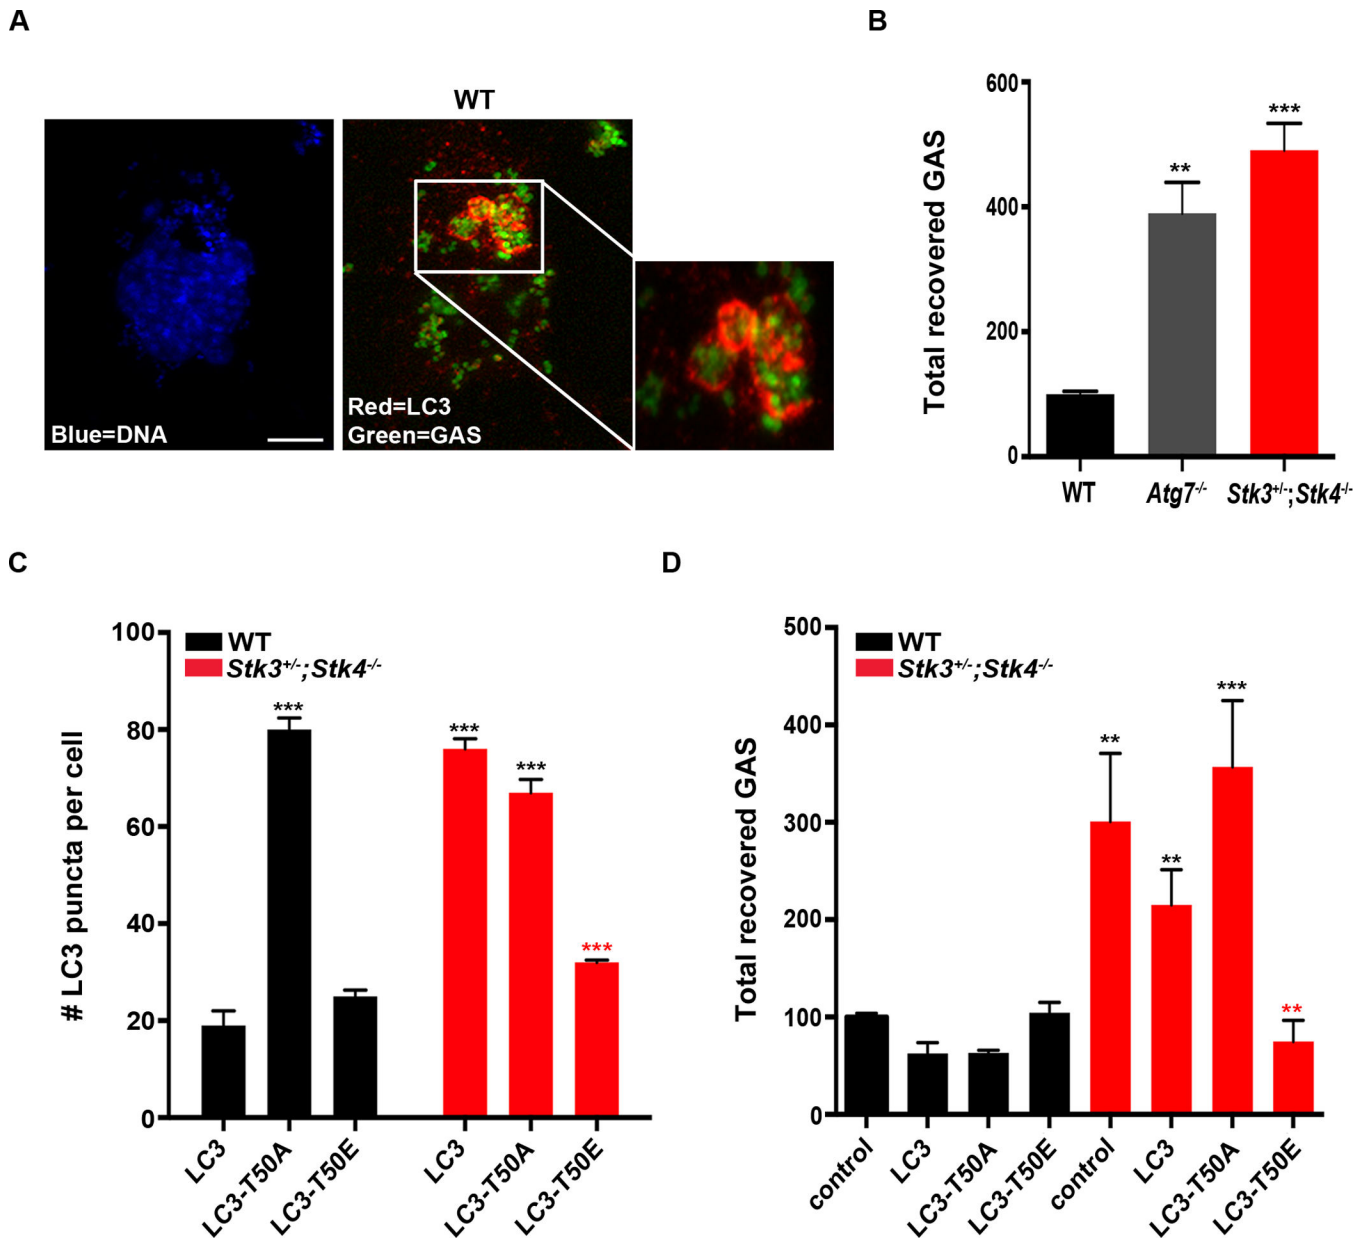 A
WT
Blue=DNA
Red=LC3
Green=GAS
B
Total recovered GAS
600
400
200
0
**
***
WT
Atg7-/-
Stk3+/-;Stk4-/-
C
# LC3 puncta per cell
100
80
60
40
20
0
WT
Stk3+/-;Stk4-/-
***
***
***
***
LC3
LC3-T50A
LC3-T50E
LC3
LC3-T50A
LC3-T50E
D
Total recovered GAS
500
400
300
200
100
0
WT
Stk3+/-;Stk4-/-
**
**
***
**
control
LC3
LC3-T50A
LC3-T50E
control
LC3
LC3-T50A
LC3-T50E